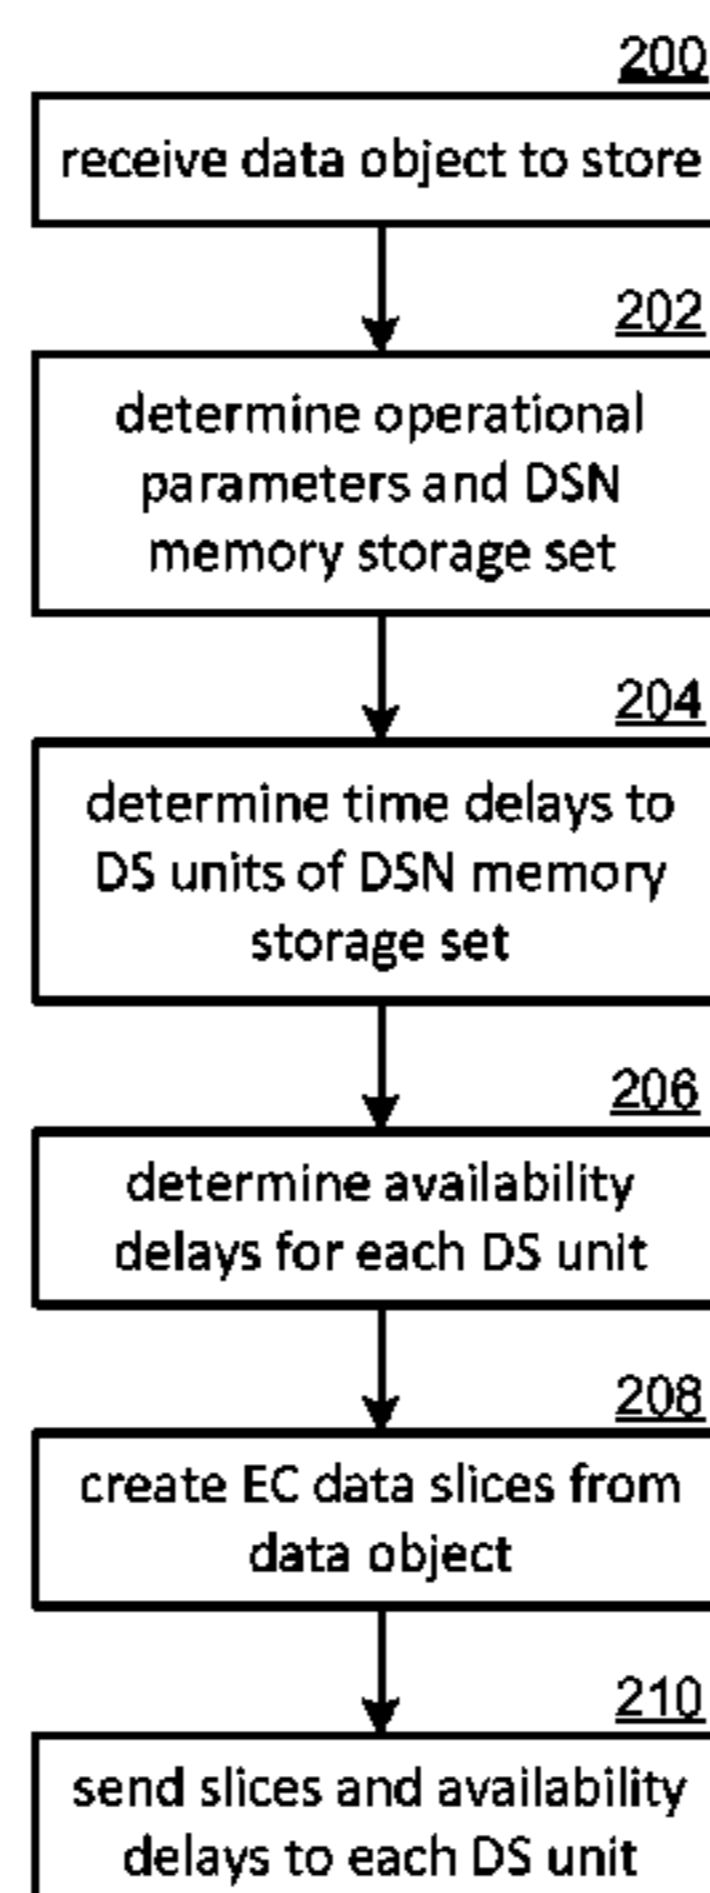 200
receive data object to store
202
determine operational
parameters and DSN
memory storage set
204
determine time delays to
DS units of DSN memory
storage set
206
determine availability
delays for each DS unit
208
create EC data slices from
data object
210
send slices and availability
delays to each DS unit